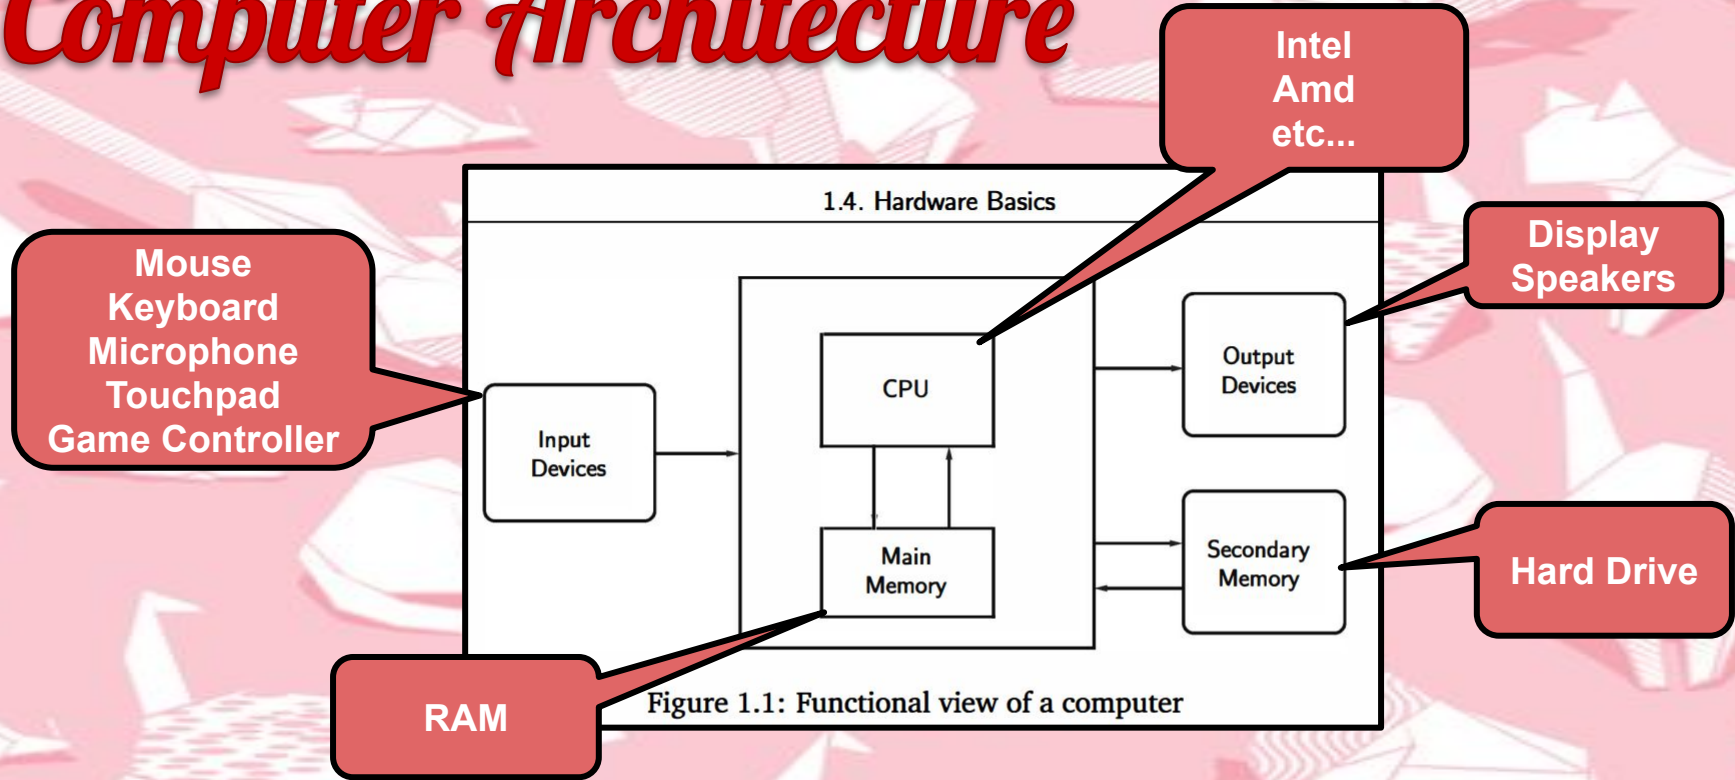 Computer Architecture
Intel
Amd
etc...
1.4. Hardware Basics
Mouse
Keyboard
Microphone
Touchpad
Game Controller
Display
Speakers
Input
Devices
CPU
Main
Memory
Output
Devices
Secondary
Memory
Hard Drive
RAM
Figure 1.1: Functional view of a computer